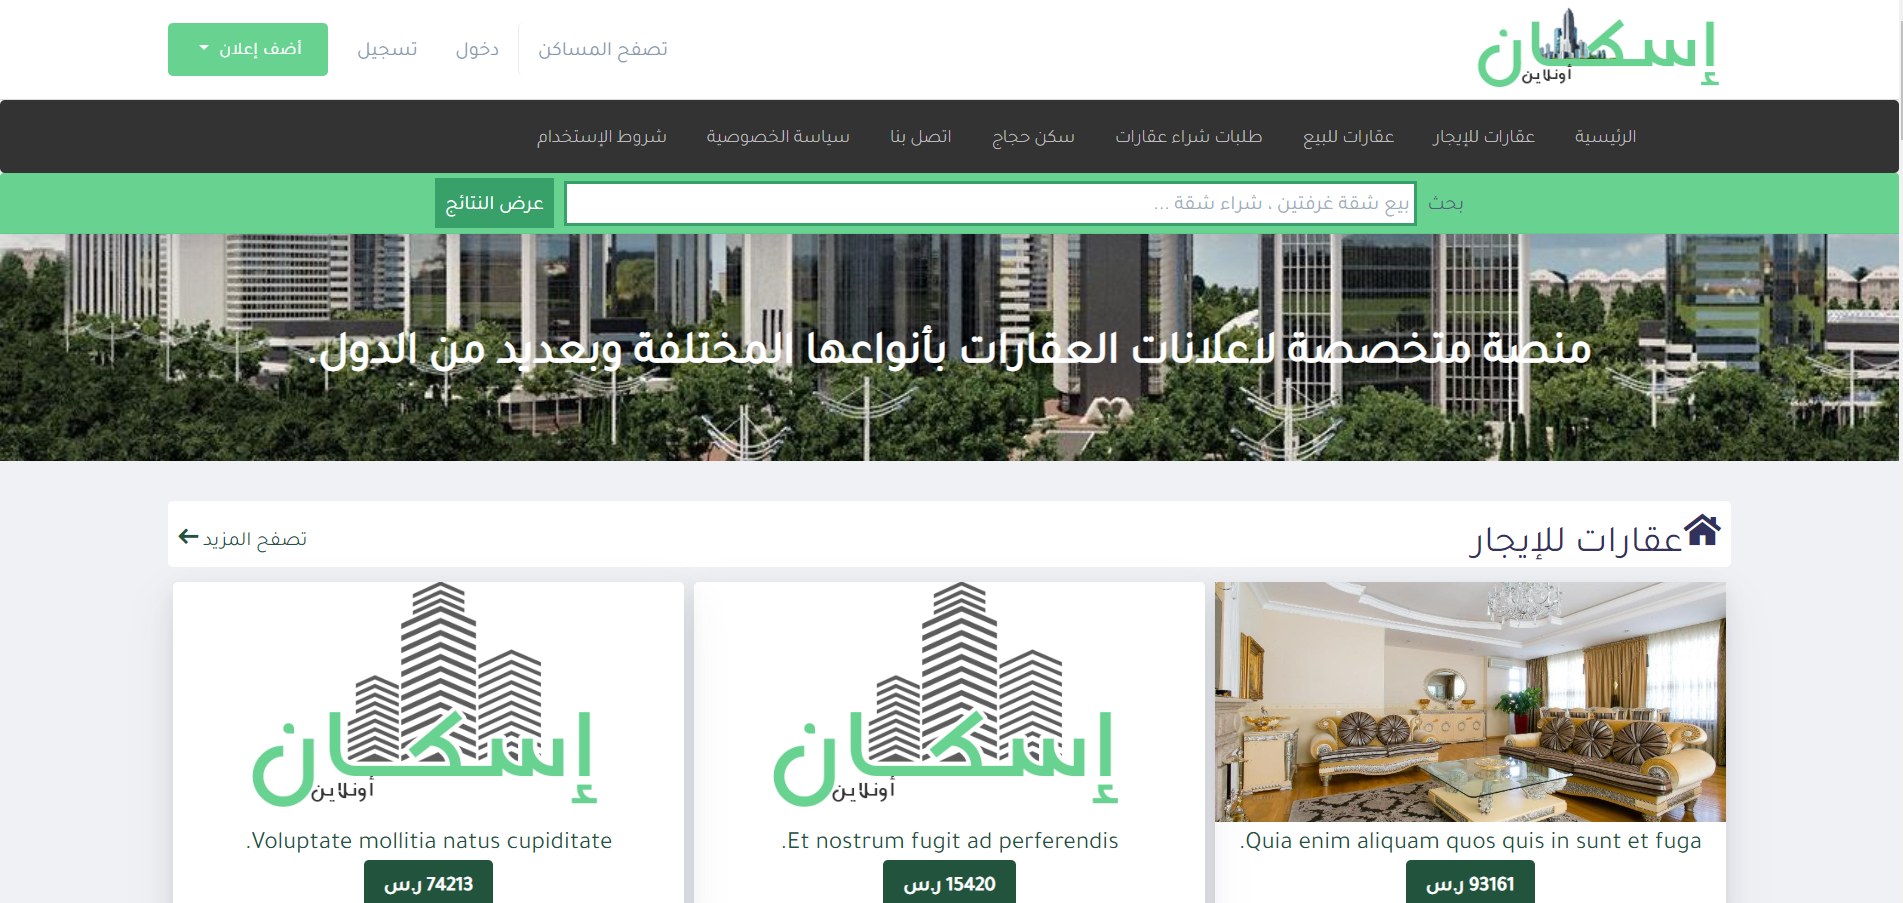 إسكان
أونلاين
تصفح المساكن
دخول
تسجيل
أضف إعلان
الرئيسية
عقارات للإيجار
عقارات للبيع
طلبات شراء عقارات
سكن حجاج
اتصل بنا
سياسة الخصوصية
شروط الإستخدام
بحث
بيع شقة غرفتين ، شراء شقة ...
عرض النتائج
منصة متخصصة لاعلانات العقارات بأنواعها المختلفة وبعديد من الدول.
عقارات للإيجار
تصفح المزيد
Quia enim aliquam quos quis in sunt et fuga.
93161 ر.س
إسكان
أونلاين
Et nostrum fugit ad perferendis.
15420 ر.س
إسكان
أونلاين
Voluptate mollitia natus cupiditate.
74213 ر.س